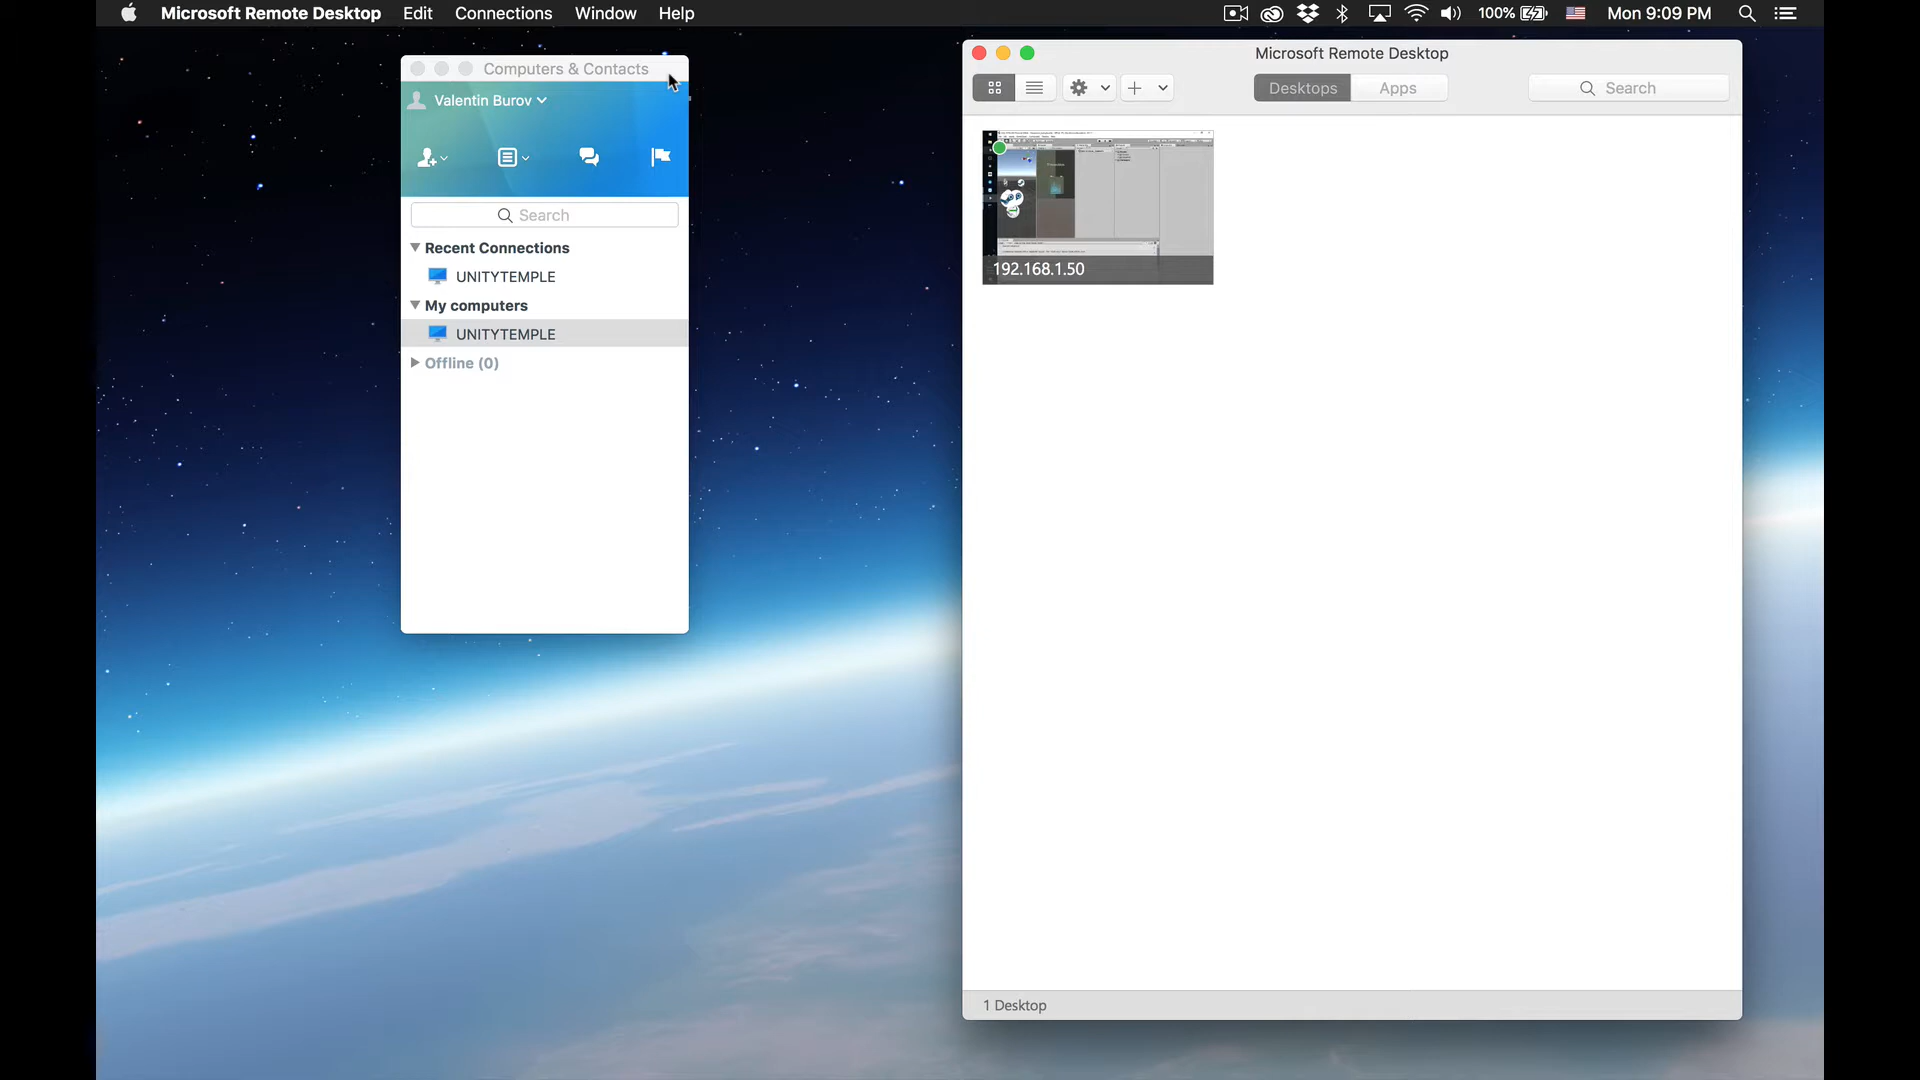 Microsoft Remote Desktop Edit Connections Window Help
100% Mon 9:09 PM
Computers & Contacts
Valentin Burov
Search
Recent Connections
UNITYTEMPLE
My computers
UNITYTEMPLE
Offline (0)
Microsoft Remote Desktop
Desktops Apps Search
192.168.1.50
1 Desktop